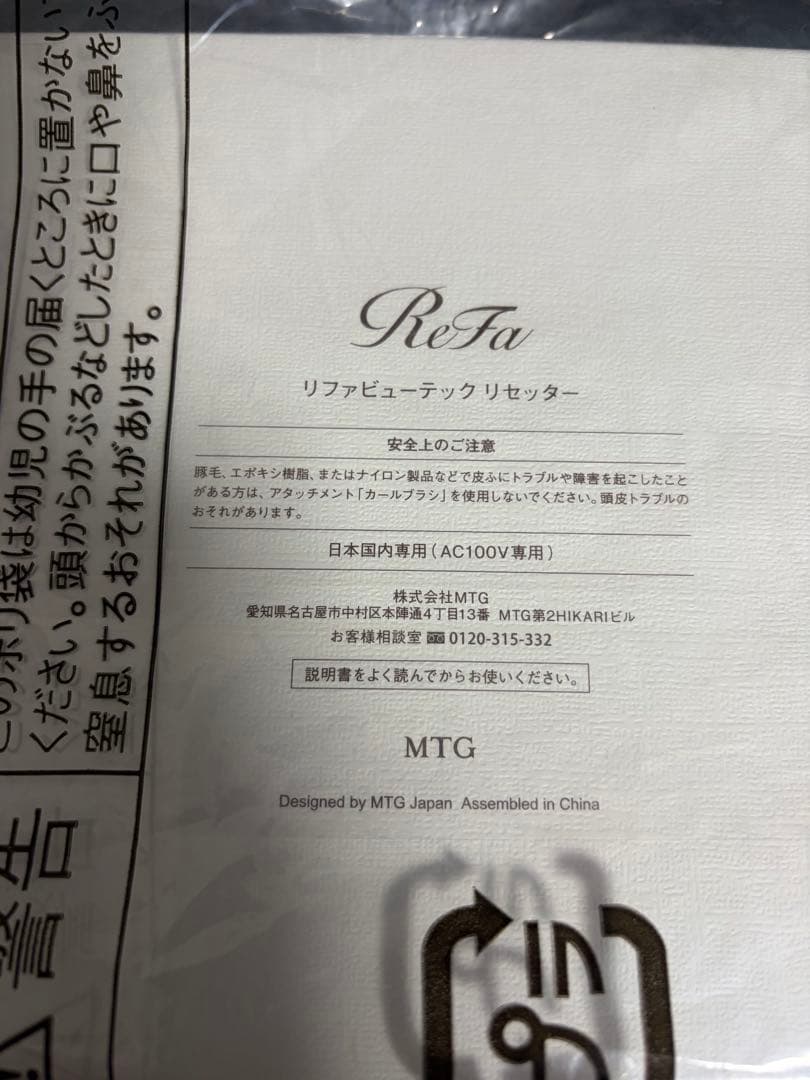 ReFa
リファビューテック リセッター
安全上のご注意
豚毛、エポキシ樹脂、またはナイロン製品などで皮ふにトラブルや障害を起こしたこと
がある方は、アタッチメント「カールブラシ」を使用しないでください。頭皮トラブルの
おそれがあります。
日本国内専用（AC100V専用）
株式会社MTG
愛知県名古屋市中村区本陣通4丁目13番 MTG第2HIKARIビル
お客様相談室 0120-315-332
説明書をよく読んでからお使いください。
MTG
Designed by MTG Japan Assembled in China
警告
このポリ袋は幼児の手の届くところに置かない
ください。頭からかぶるなどしたときに口や鼻をふ
窒息するおそれがあります。
プラ